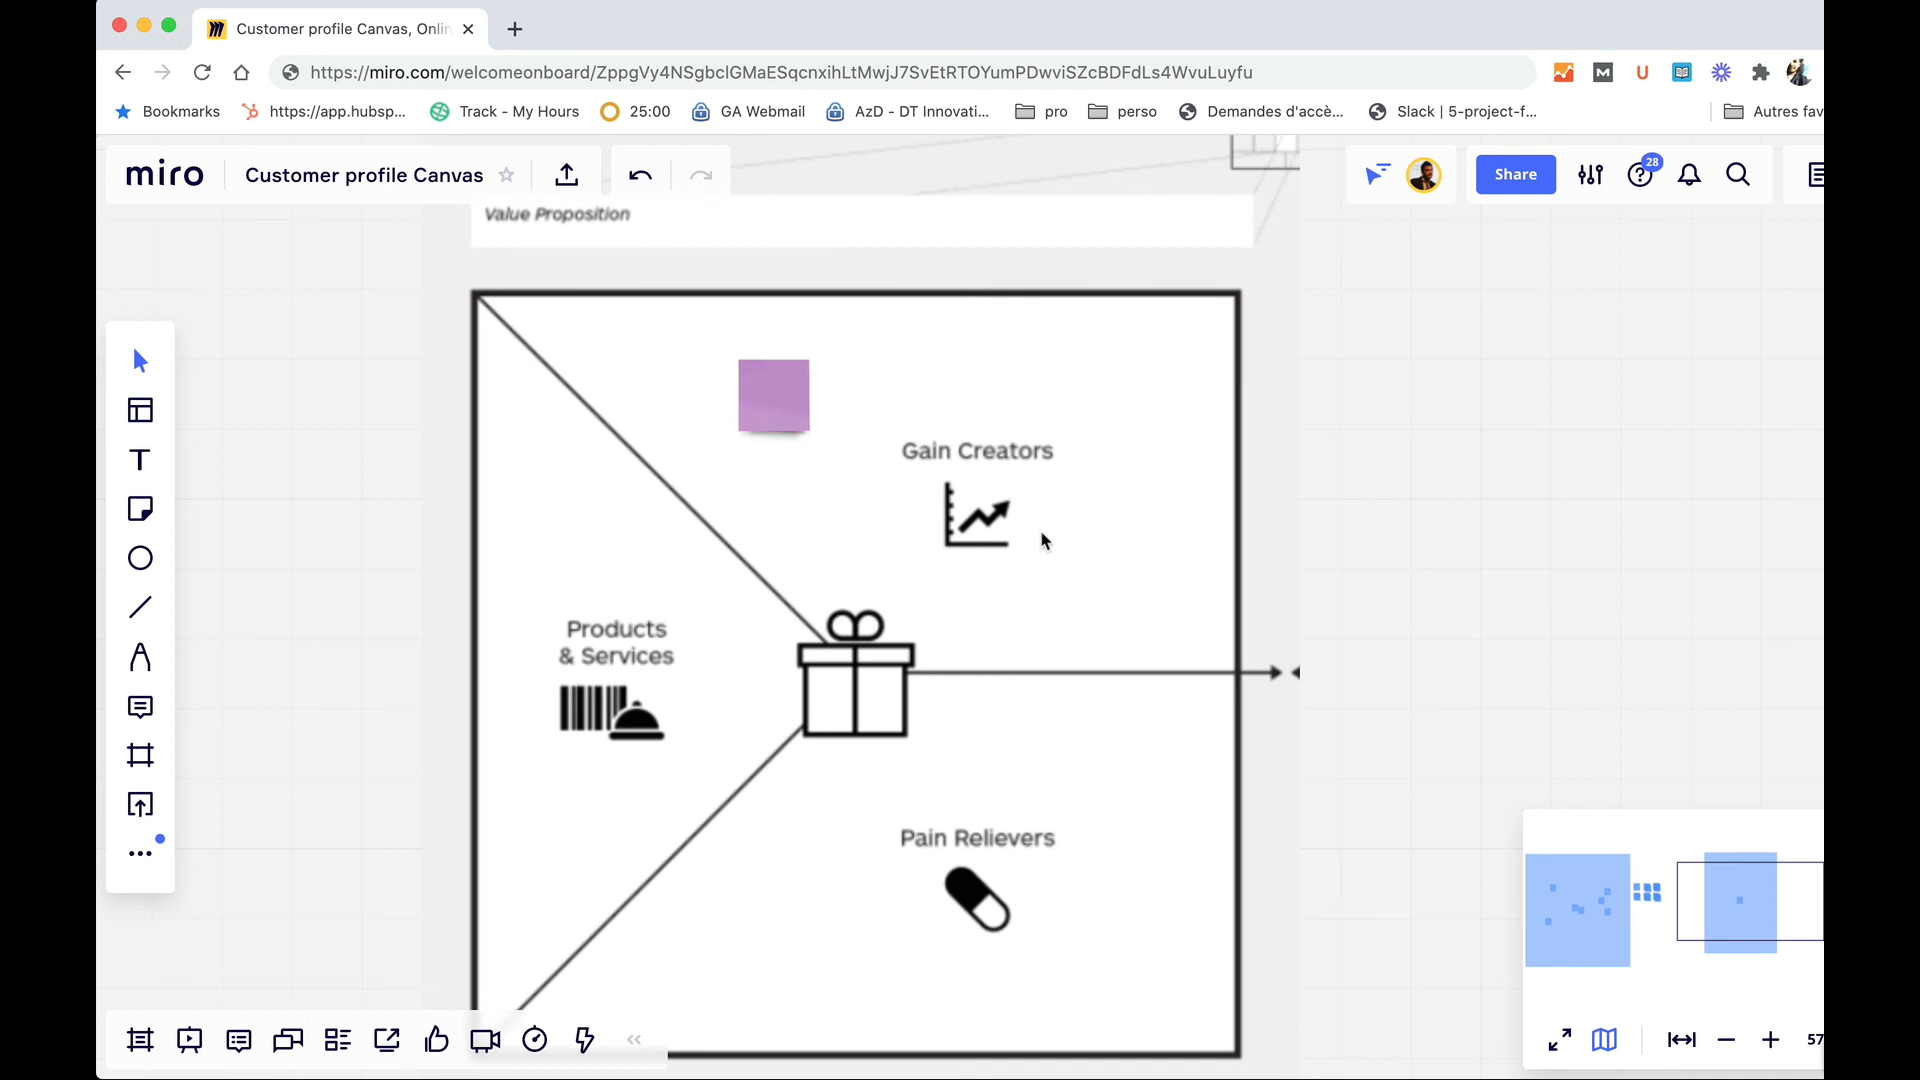 Customer profile Canvas, Onlin
https://miro.com/welcomeonboard/ZppgVy4NSgbclGMaESqcnxihLtMwjJ7SvEtRTOYumPDwviSZcBDFdLs4WvuLuyfu
Bookmarks
https://app.hubsp...
Track - My Hours
25:00
GA Webmail
AzD - DT Innovati...
pro
perso
Demandes d'accè...
Slack | 5-project-f...
Autres fav
miro
Customer profile Canvas
Share
28
Value Proposition
Gain Creators
Products
& Services
Pain Relievers
57